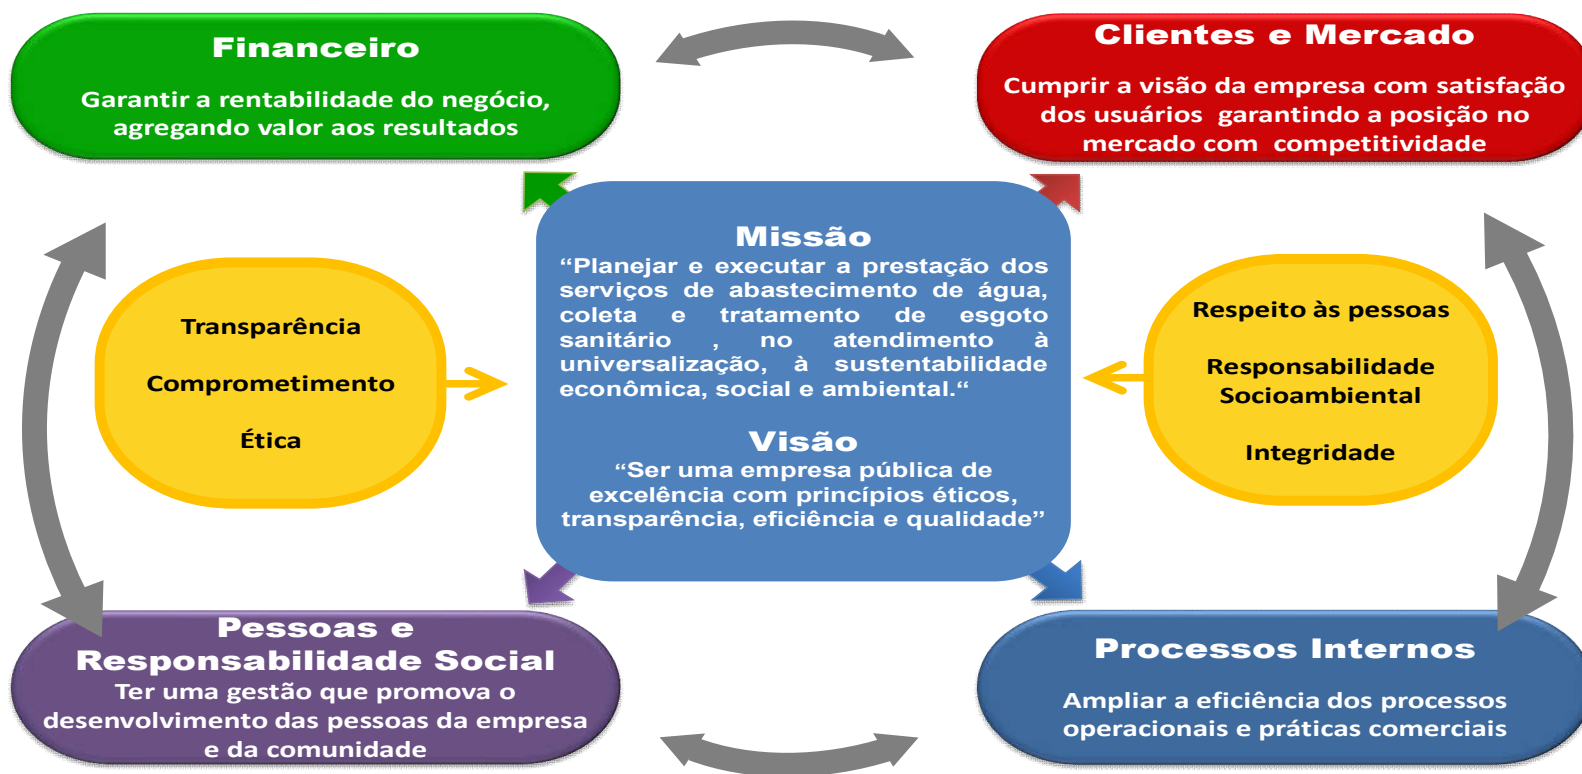 Financeiro
Garantir a rentabilidade do negócio,
agregando valor aos resultados
Clientes e Mercado
Cumprir a visão da empresa com satisfação
dos usuários  garantindo a posição no
mercado com  competitividade
Transparência
Comprometimento
Ética
Missão
“Planejar e executar a prestação dos
serviços de abastecimento de água,
coleta e tratamento de esgoto
sanitário , no atendimento à
universalização, à sustentabilidade
econômica, social e ambiental.“
Visão
“Ser uma empresa pública de
excelência com princípios éticos,
transparência, eficiência e qualidade”
Respeito às pessoas
Responsabilidade
Socioambiental
Integridade
Pessoas e
Responsabilidade Social
Ter uma gestão que promova o
desenvolvimento das pessoas da empresa
e da comunidade
Processos Internos
Ampliar a eficiência dos processos
operacionais e práticas comerciais